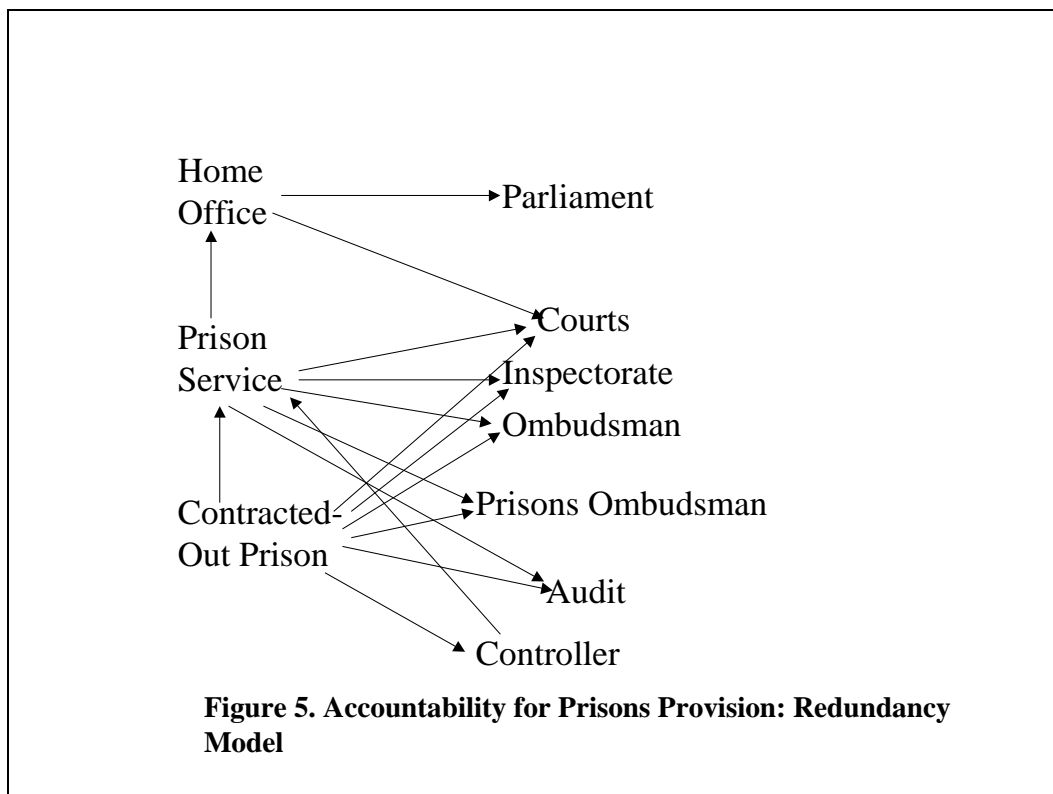 Home
Office
Parliament
Courts
Prison
Service
Inspectorate
Ombudsman
Contracted-
Out Prison
Prisons Ombudsman
Audit
Controller
Figure 5. Accountability for Prisons Provision: Redundancy
Model